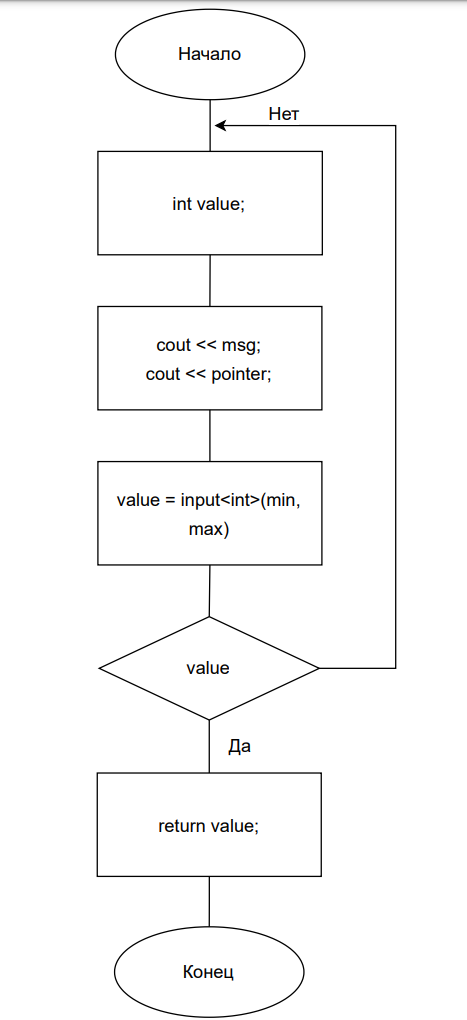 Начало
Нет
int value;
cout << msg;
cout << pointer;
value = input<int>(min,
max)
value
Да
return value;
Конец